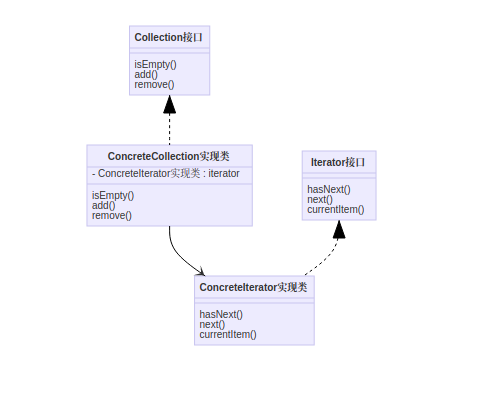 Collection接口
isEmpty()
add()
remove()
ConcreteCollection实现类
- ConcreteIterator实现类 : iterator
isEmpty()
add()
remove()
Iterator接口
hasNext()
next()
currentItem()
ConcreteIterator实现类
hasNext()
next()
currentItem()